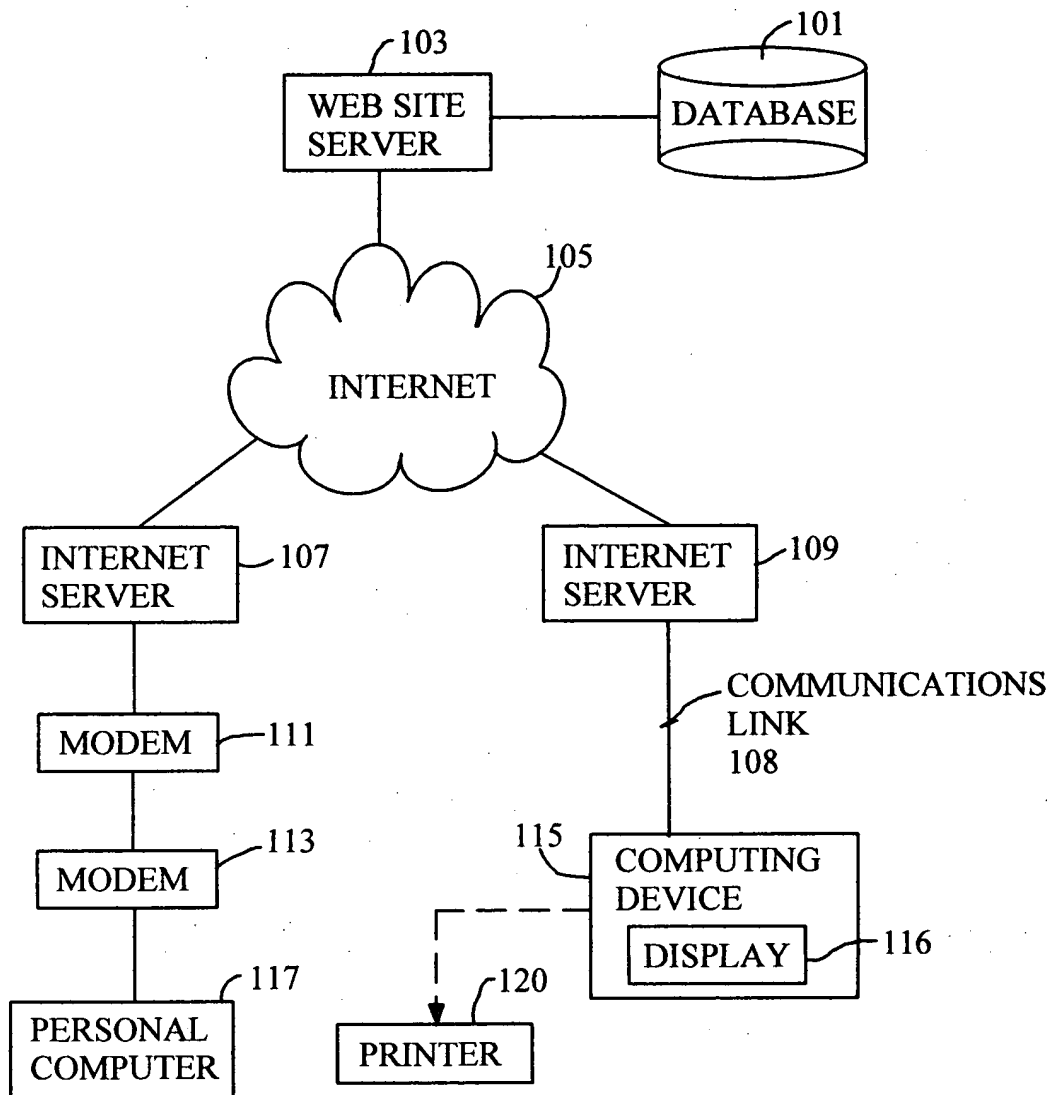 103
101
WEB SITE
SERVER
DATABASE
105
INTERNET
INTERNET
SERVER
107
INTERNET
SERVER
109
COMMUNICATIONS
LINK
108
MODEM
111
113
MODEM
115
COMPUTING
DEVICE
DISPLAY
116
117
PERSONAL
COMPUTER
120
PRINTER